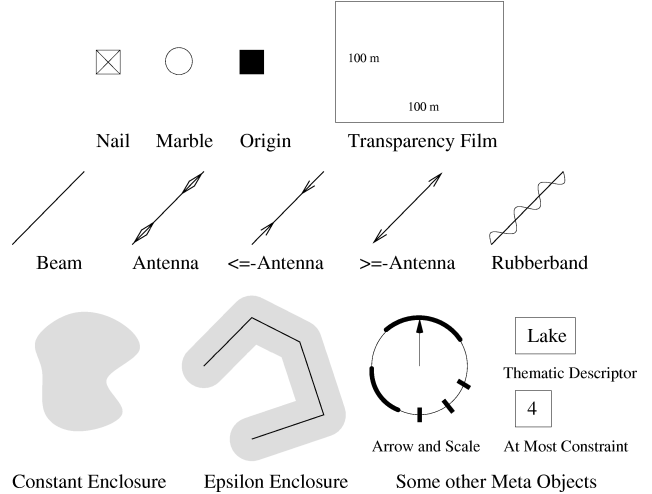 100 m
100 m
Nail Marble Origin Transparency Film
Beam Antenna <=-Antenna >=-Antenna Rubberband
Lake
Thematic Descriptor
4
Arrow and Scale At Most Constraint
Constant Enclosure Epsilon Enclosure Some other Meta Objects